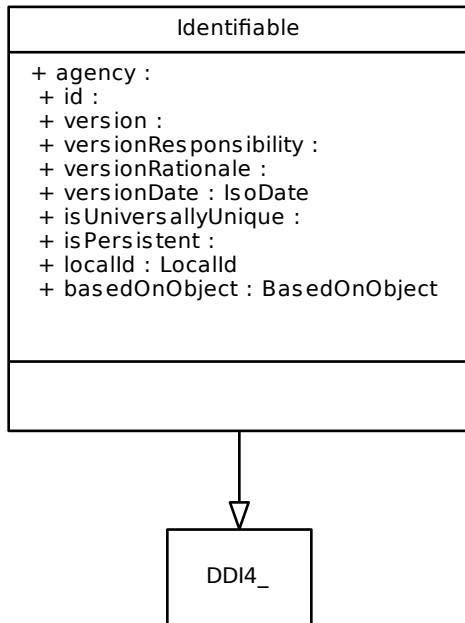 Identifiable
+ agency :
+ id :
+ version :
+ versionResponsibility :
+ versionRationale :
+ versionDate : IsoDate
+ isUniversallyUnique :
+ isPersistent :
+ localId : LocalId
+ basedOnObject : BasedOnObject
DDI4_